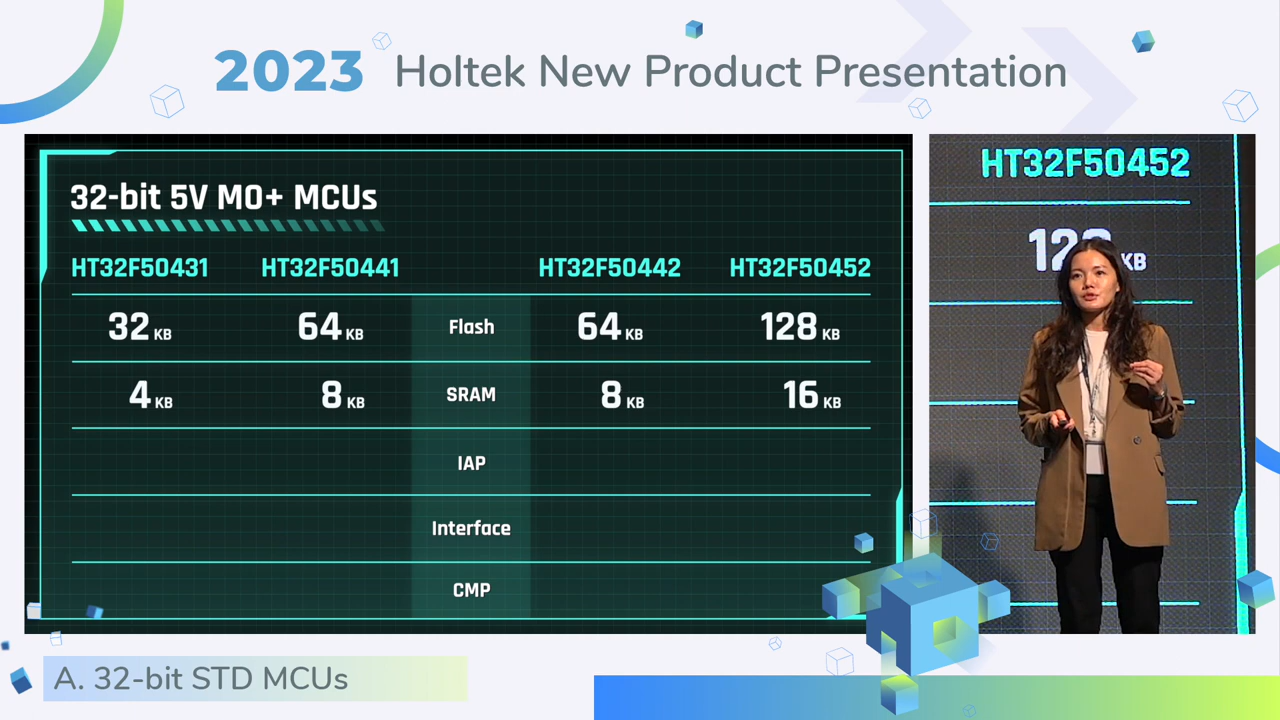 2023 Holtek New Product Presentation
32-bit 5V M0+ MCUs
HT32F50431 HT32F50441 HT32F50442 HT32F50452
32 KB 64 KB Flash 64 KB 128 KB
4 KB 8 KB SRAM 8 KB 16 KB
IAP
Interface
CMP
HT32F50452
128 KB
A. 32-bit STD MCUs